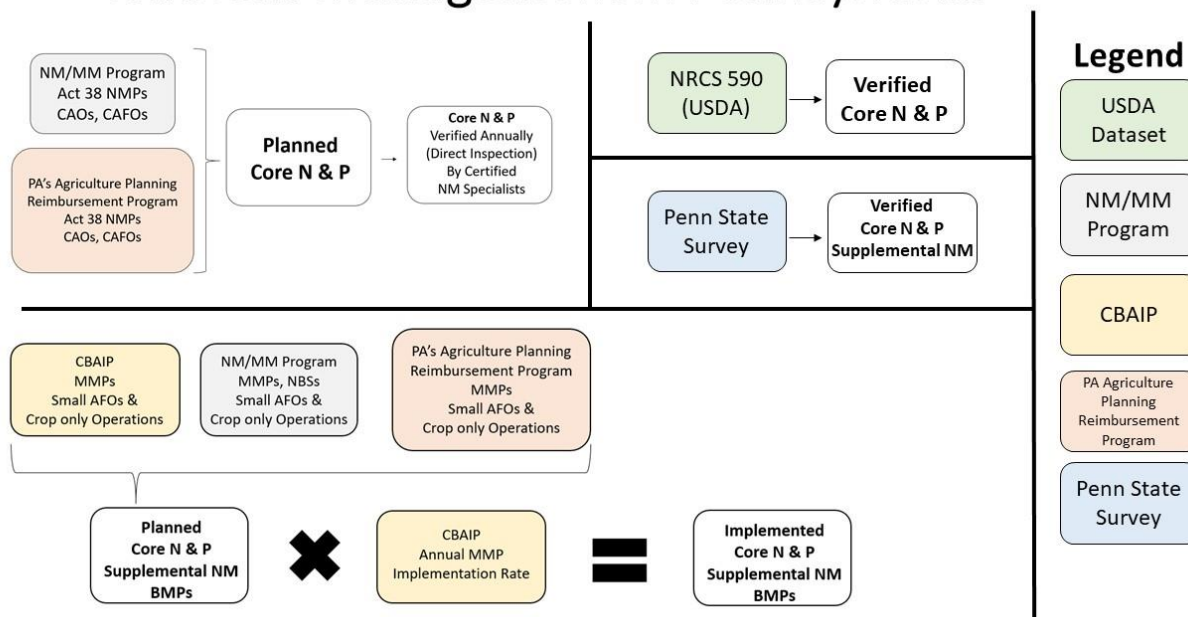 NM/MM Program
Act 38 NMPs
CAOs, CAFOs
PA's Agriculture Planning
Reimbursement Program
Act 38 NMPs
CAOs, CAFOs
Planned
Core N & P
Core N & P
Verified Annually
(Direct Inspection)
By Certified
NM Specialists
NRCS 590
(USDA)
Verified
Core N & P
Penn State
Survey
Verified
Core N & P
Supplemental NM
CBAIP
MMPs
Small AFOs &
Crop only Operations
NM/MM Program
MMPs, NBSs
Small AFOs &
Crop only Operations
PA's Agriculture Planning
Reimbursement Program
MMPs
Small AFOs &
Crop only Operations
Planned
Core N & P
Supplemental NM
BMPs
CBAIP
Annual MMP
Implementation Rate
Implemented
Core N & P
Supplemental NM
BMPs
Legend
USDA
Dataset
NM/MM
Program
CBAIP
PA Agriculture
Planning
Reimbursement
Program
Penn State
Survey